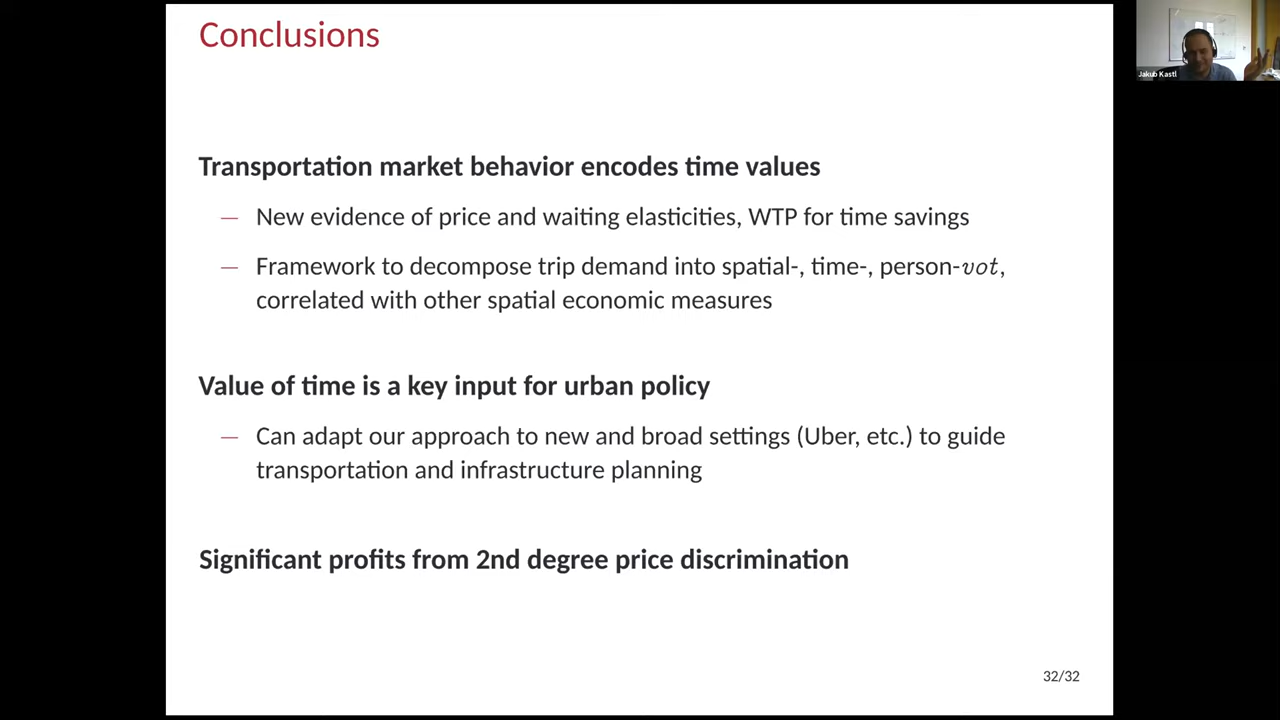 Conclusions
Jakub Kastl
Transportation market behavior encodes time values
— New evidence of price and waiting elasticities, WTP for time savings
— Framework to decompose trip demand into spatial-, time-, person-vot,
correlated with other spatial economic measures
Value of time is a key input for urban policy
— Can adapt our approach to new and broad settings (Uber, etc.) to guide
transportation and infrastructure planning
Significant profits from 2nd degree price discrimination
32/32